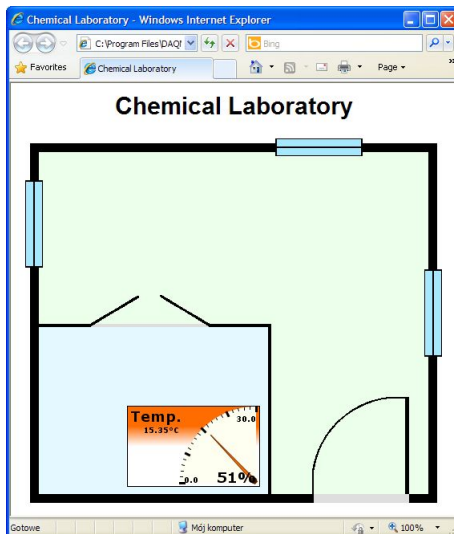 Chemical Laboratory - Windows Internet Explorer
C:\Program Files\DAQ
Bing
Favorites
Chemical Laboratory
Page
Chemical Laboratory
Temp.
15.35°C
30.0
0.0
51%
Gotowe
Mój komputer
100%